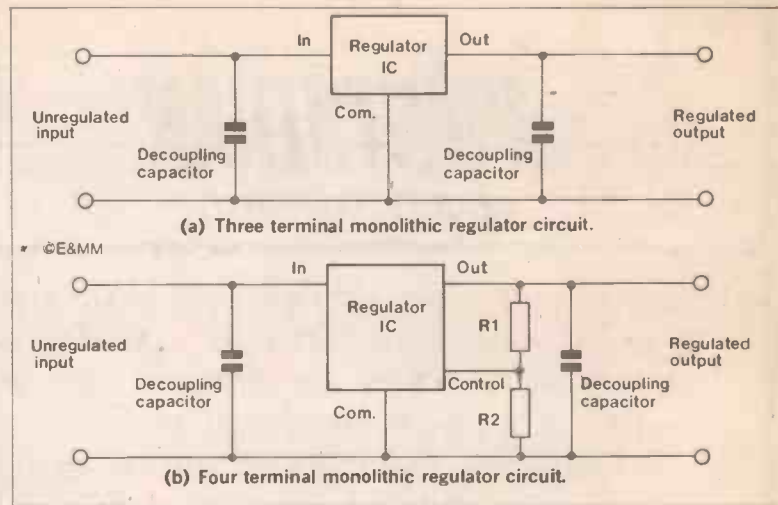 In
Regulator
IC
Out
Com.
Unregulated
input
Decoupling
capacitor
Decoupling
capacitor
Regulated
output
(a) Three terminal monolithic regulator circuit.
©E&MM
In
Regulator
IC
Out
R1
Unregulated
input
Decoupling
capacitor
Control
Com.
R2
Decoupling
capacitor
Regulated
output
(b) Four terminal monolithic regulator circuit.